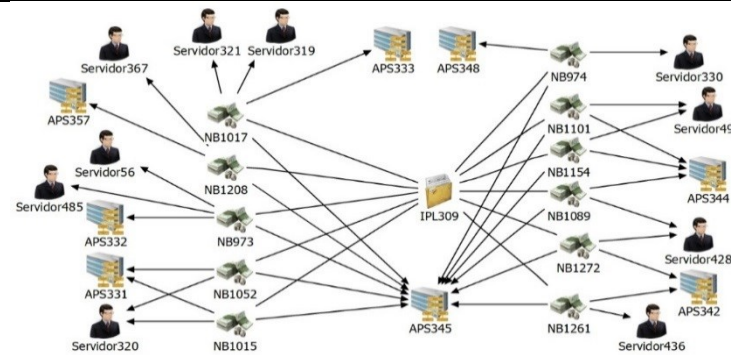 Servidor321 Servidor319
Servidor367
APS333 APS348
NB974
Servidor330
APS357
NB1017
NB1101
Servidor49
Servidor56
NB1208
NB1154
Servidor485
IPL309
NB1089
APS344
APS332
NB973
NB1272
Servidor428
APS331
NB1052
APS342
Servidor320
NB1015
APS345
NB1261
Servidor436